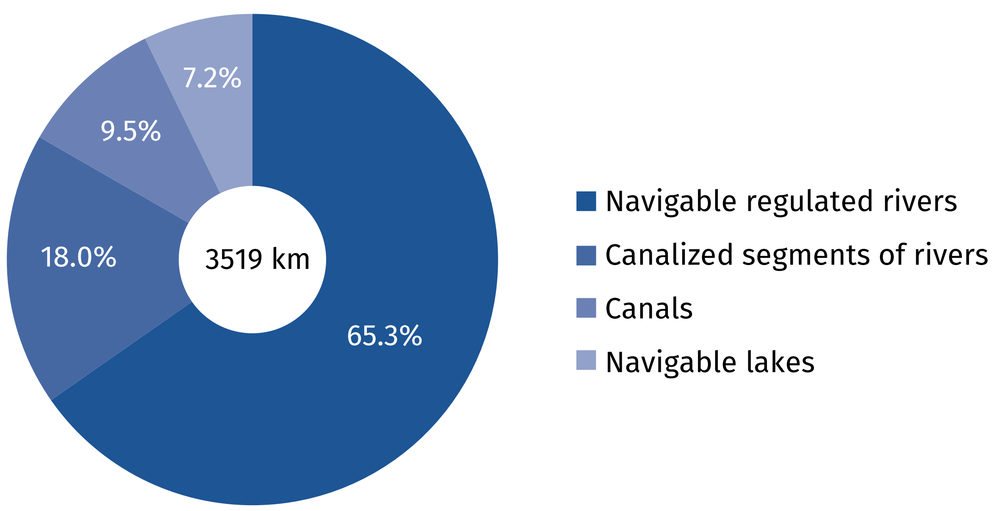 7.2%
9.5%
18.0%
3519 km
65.3%
Navigable regulated rivers
Canalized segments of rivers
Canals
Navigable lakes